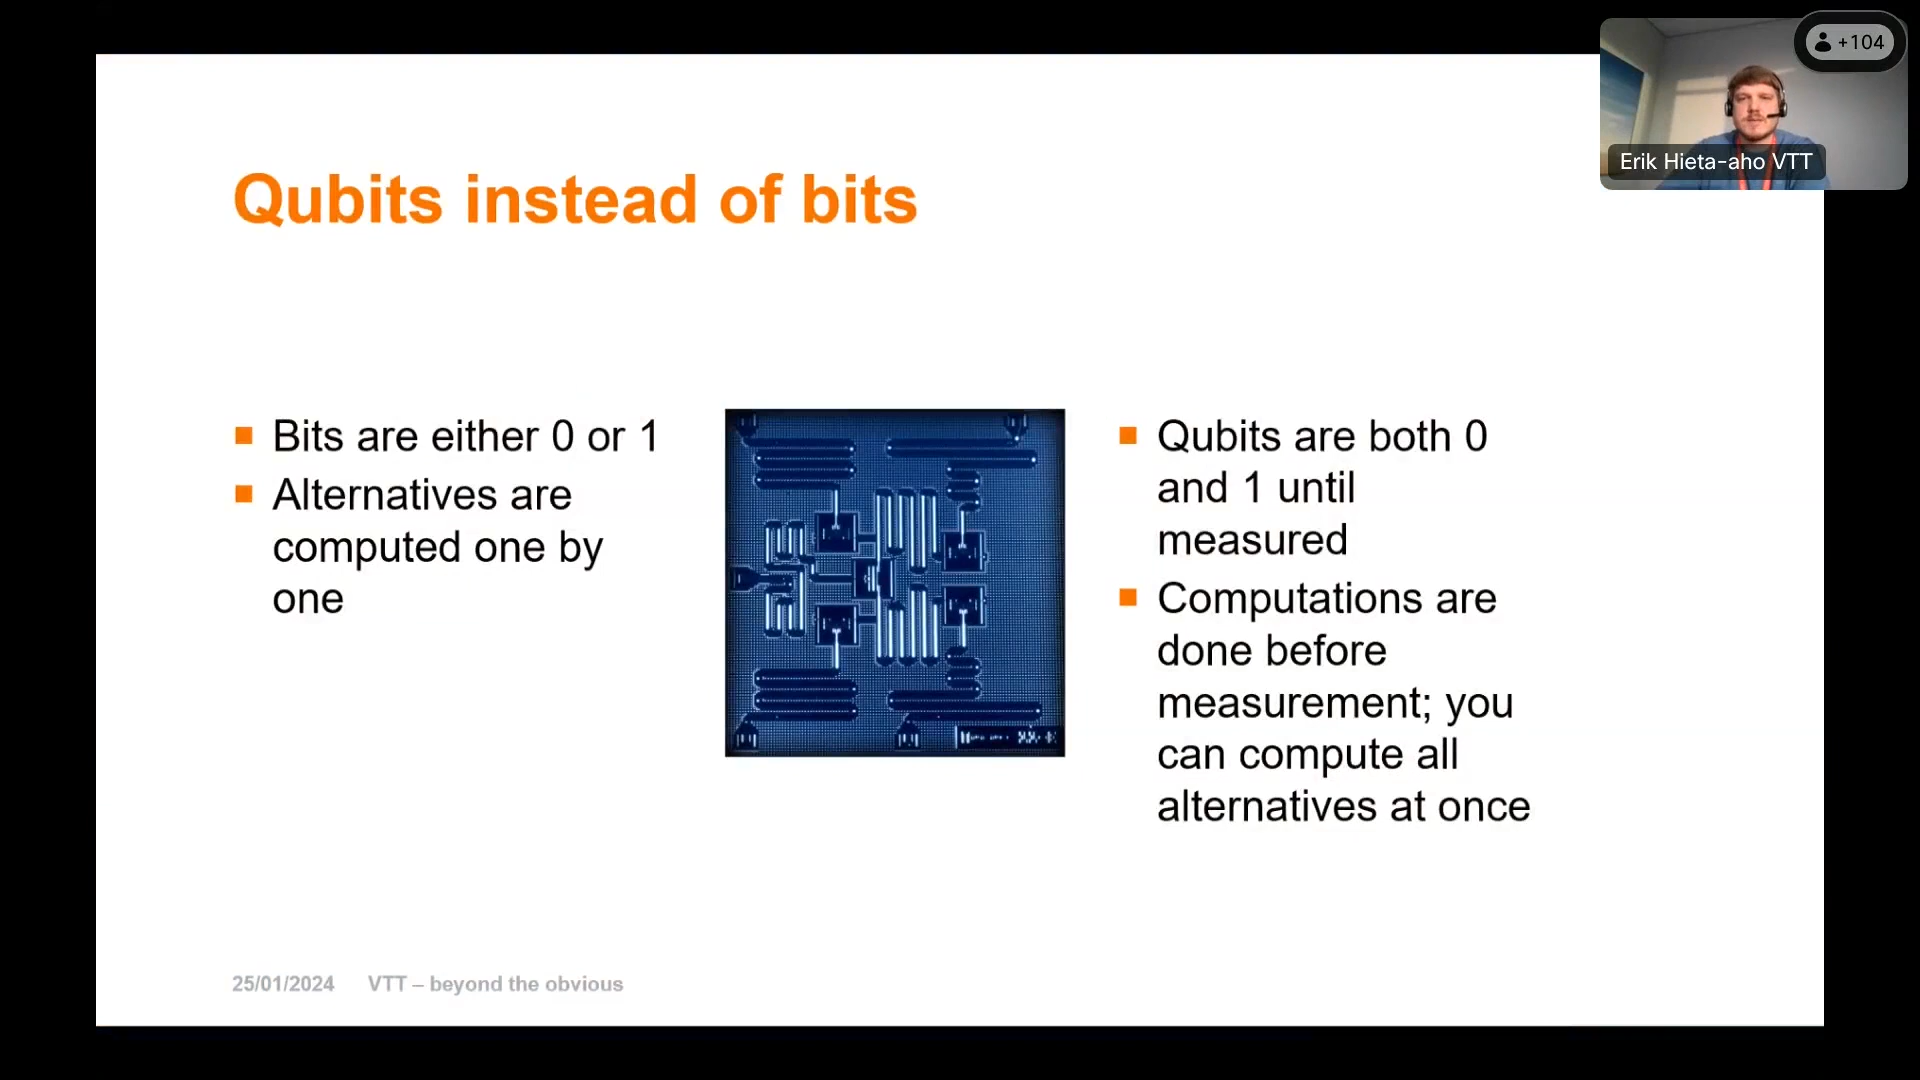 +104
Erik Hieta-aho VTT
Qubits instead of bits
Bits are either 0 or 1
Alternatives are
computed one by
one
Qubits are both 0
and 1 until
measured
Computations are
done before
measurement; you
can compute all
alternatives at once
25/01/2024 VTT – beyond the obvious